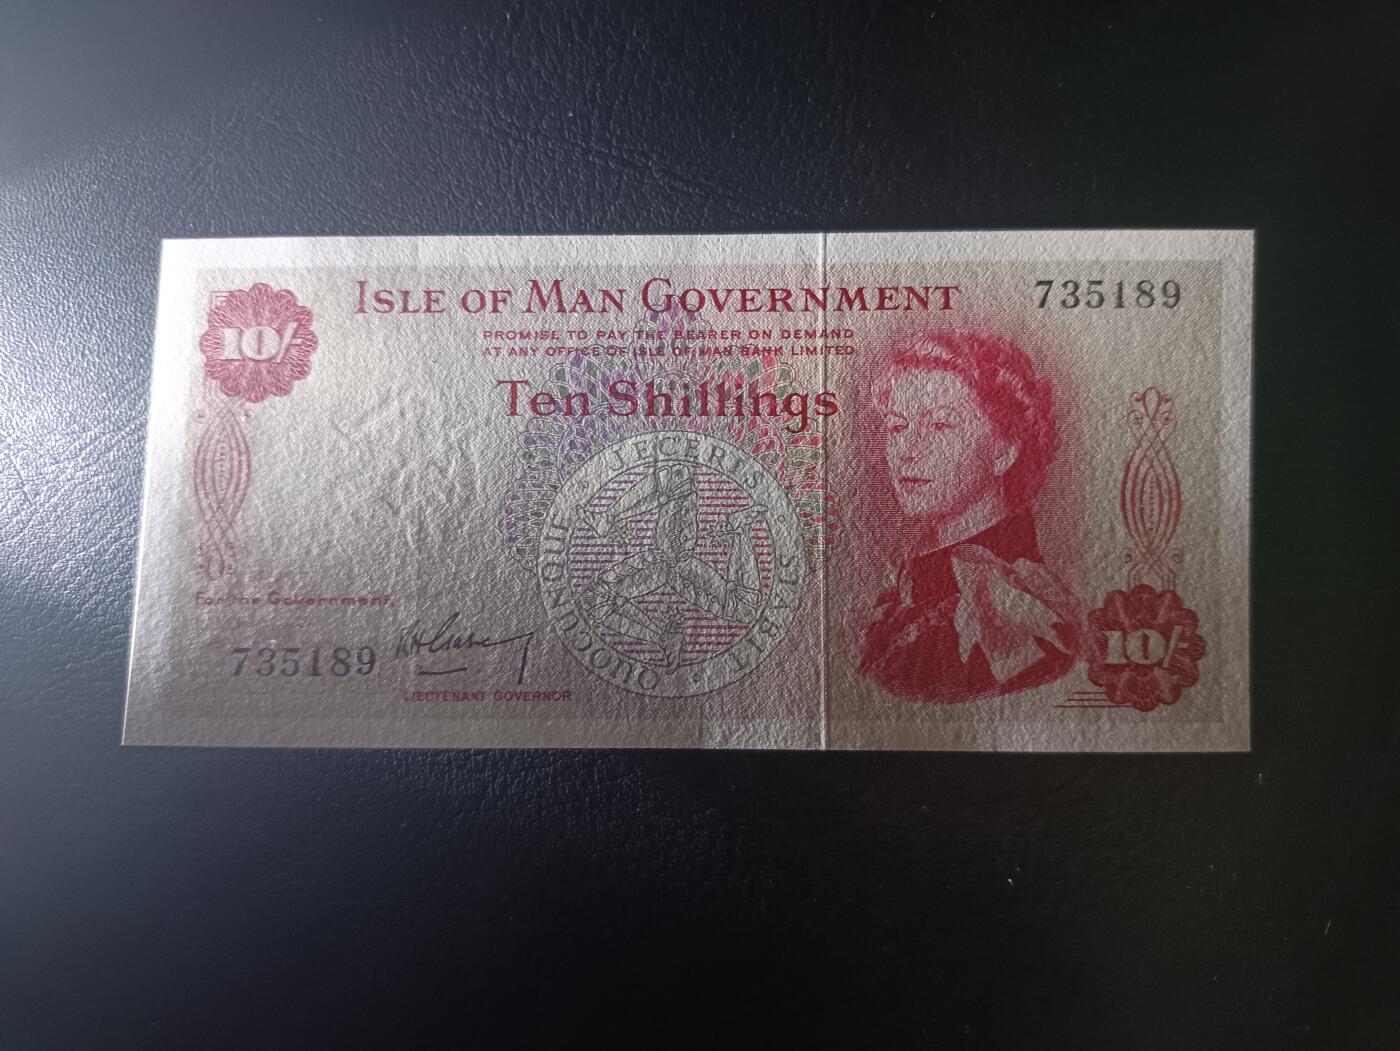 10/-
ISLE OF MAN GOVERNMENT
735189
PROMISE TO PAY THE BEARER ON DEMAND
AT ANY OFFICE OF ISLE OF MAN BANK LIMITED
Ten Shillings
QUOCUNQUE · JECERIS · STABIT ·
For the Government,
735189
LIEUTENANT GOVERNOR
10/-